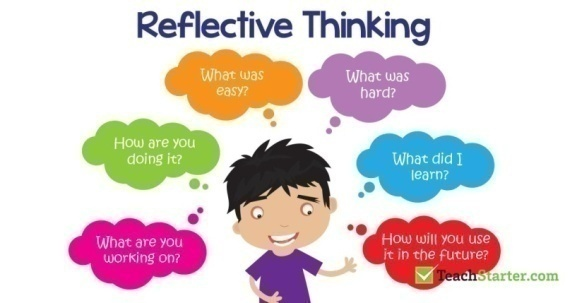 Reflective Thinking
What was
easy?
What was
hard?
How are you
doing it?
What did I
learn?
What are you
working on?
How will you use
it in the future?
TeachStarter.com